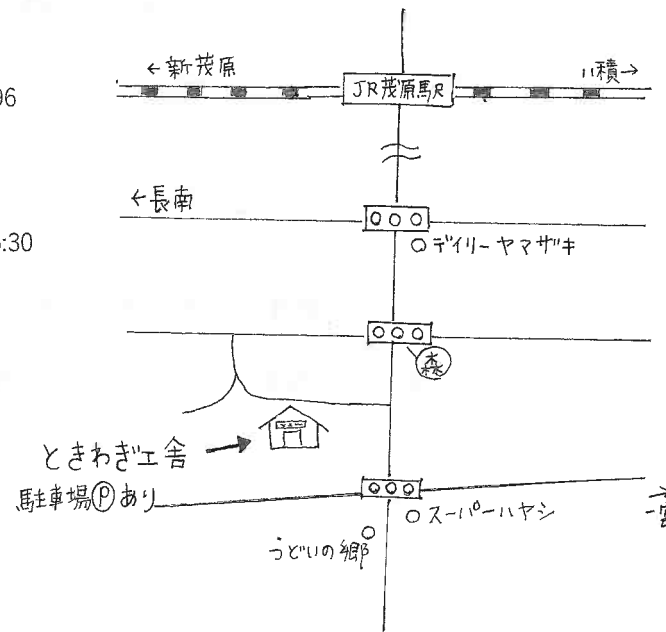 ←新茂原
八積→
JR茂原駅
96
←長南
:30
デイリーヤマザキ
森
ときわぎ工舎
駐車場Ⓟあり
スーパーハヤシ
うどいの郷
→